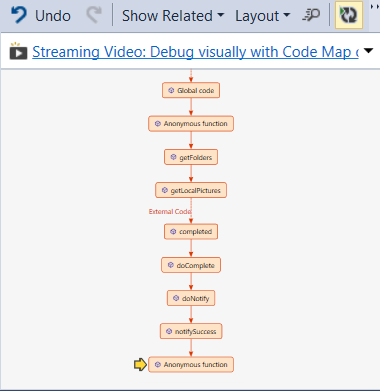 Undo Show Related Layout
Streaming Video: Debug visually with Code Map
Global code
Anonymous function
getFolders
getLocalPictures
External Code
completed
doComplete
doNotify
notifySuccess
Anonymous function